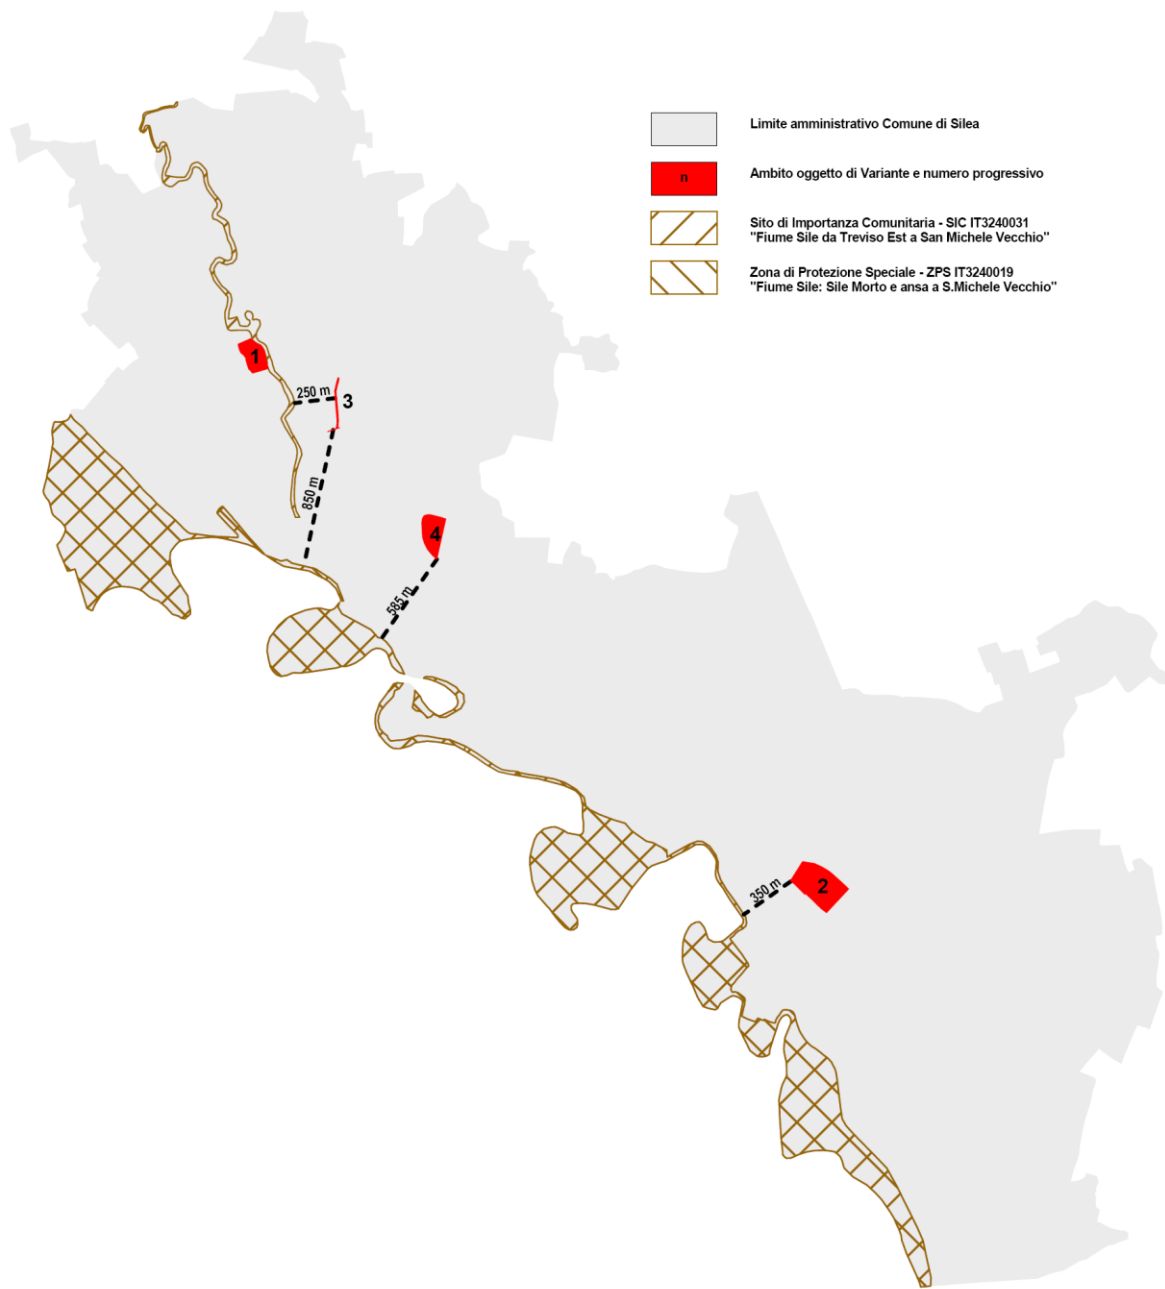 Limite amministrativo Comune di Silea
n
Ambito oggetto di Variante e numero progressivo
Sito di Importanza Comunitaria - SIC IT3240031
"Fiume Sile da Treviso Est a San Michele Vecchio"
Zona di Protezione Speciale - ZPS IT3240019
"Fiume Sile: Sile Morto e ansa a S.Michele Vecchio"
1
250 m
3
850 m
4
585 m
350 m
2